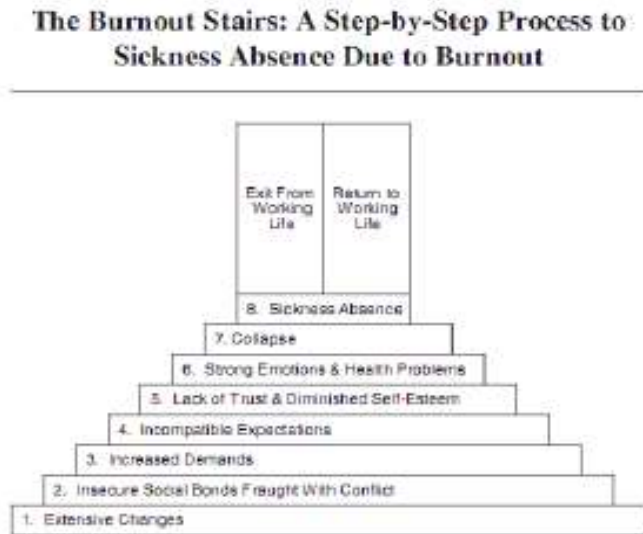 The Burnout Stairs: A Step-by-Step Process to
Sickness Absence Due to Burnout
Exit From
Working
Life
Return to
Working
Life
8. Sickness Absence
7. Collapse
6. Strong Emotions & Health Problems
5. Lack of Trust & Diminished Self-Esteem
4. Incompatible Expectations
3. Increased Demands
2. Insecure Social Bonds Fraught With Conflict
1. Extensive Changes